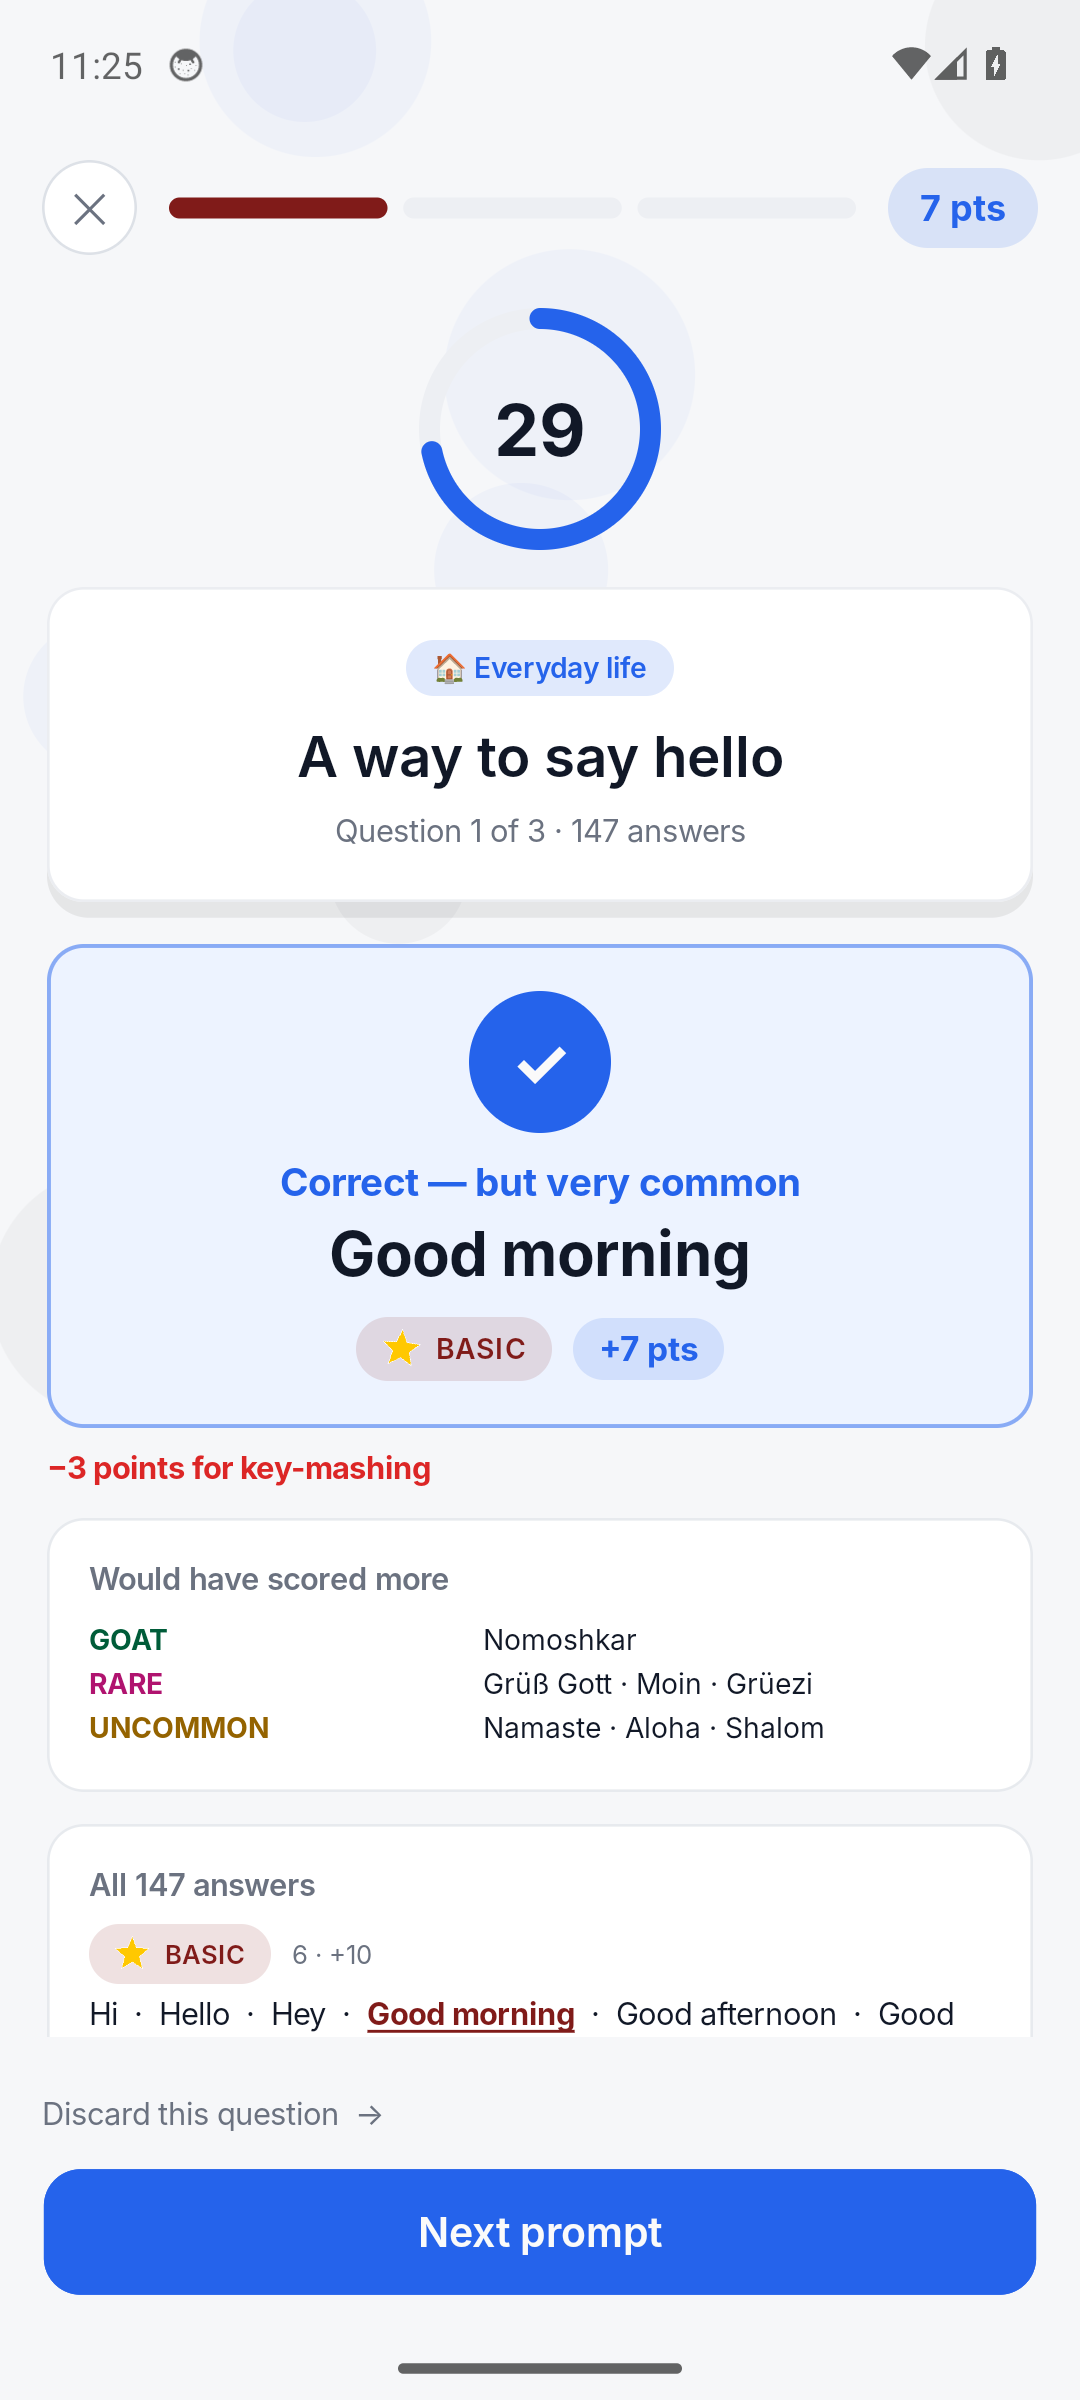 11:25
7 pts
29
🏠 Everyday life
A way to say hello
Question 1 of 3 · 147 answers
Correct — but very common
Good morning
⭐ BASIC
+7 pts
−3 points for key-mashing
Would have scored more
GOAT Nomoshkar
RARE Grüß Gott · Moin · Grüezi
UNCOMMON Namaste · Aloha · Shalom
All 147 answers
⭐ BASIC 6 · +10
Hi · Hello · Hey · Good morning · Good afternoon · Good
Discard this question →
Next prompt